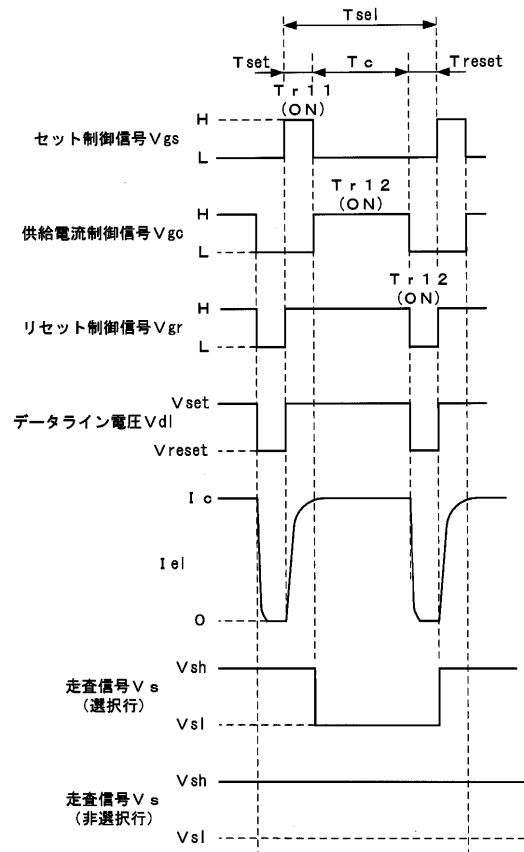 Tsel
Tset
Tc
Treset
Tr11
(ON)
H
セット制御信号Vgs
L
Tr12
(ON)
H
供給電流制御信号Vgc
L
Tr12
(ON)
H
リセット制御信号Vgr
L
Vset
データライン電圧Vdl
Vreset
Ic
Iel
0
Vsh
走査信号Vs
(選択行)
Vsl
Vsh
走査信号Vs
(非選択行)
Vsl